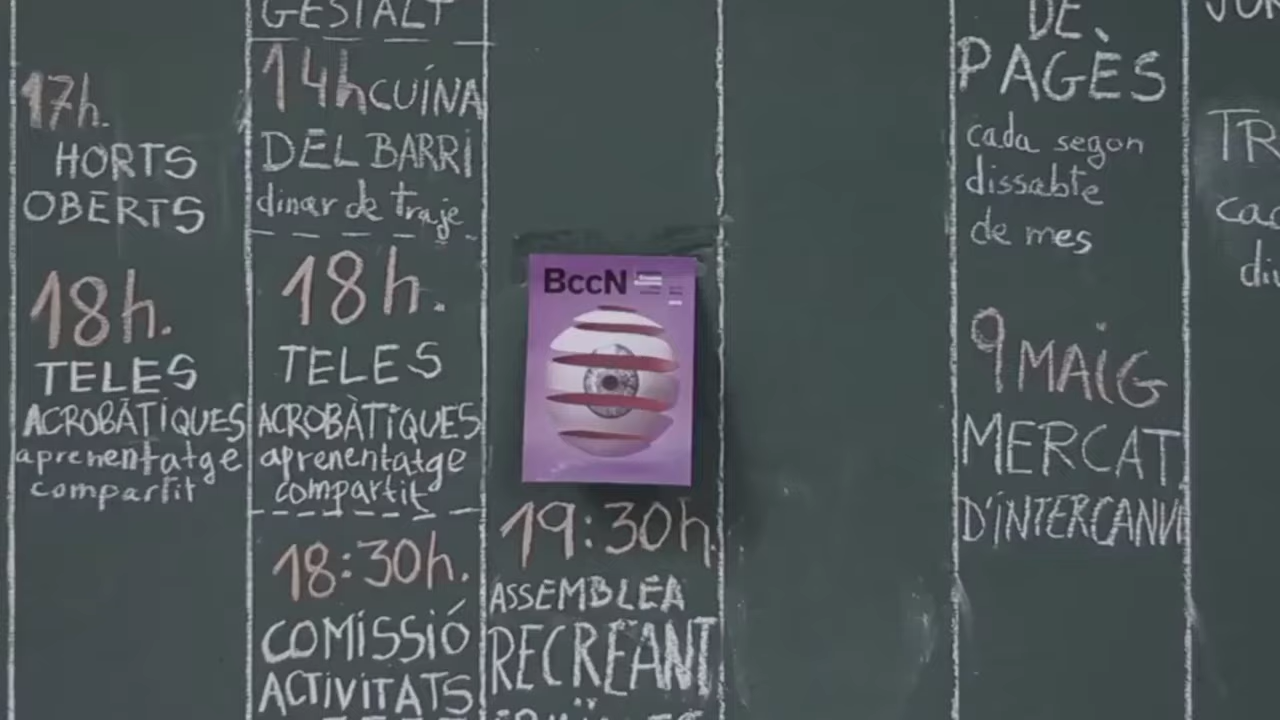 17h.
HORTS
OBERTS
18h.
TELES
ACROBÀTIQUES
aprenentatge
compartit
GESTALT
14h CUÍNA
DEL BARRI
dinar de traje
18h.
TELES
ACROBÀTIQUES
aprenentatge
compartit
18:30h.
COMISSIÓ
ACTIVITATS
BccN
19:30h.
ASSEMBLEA
RECREANT
DE
PAGÈS
cada segon
dissabte
de mes
9 MAIG
MERCAT
D'INTERCANVI
TR